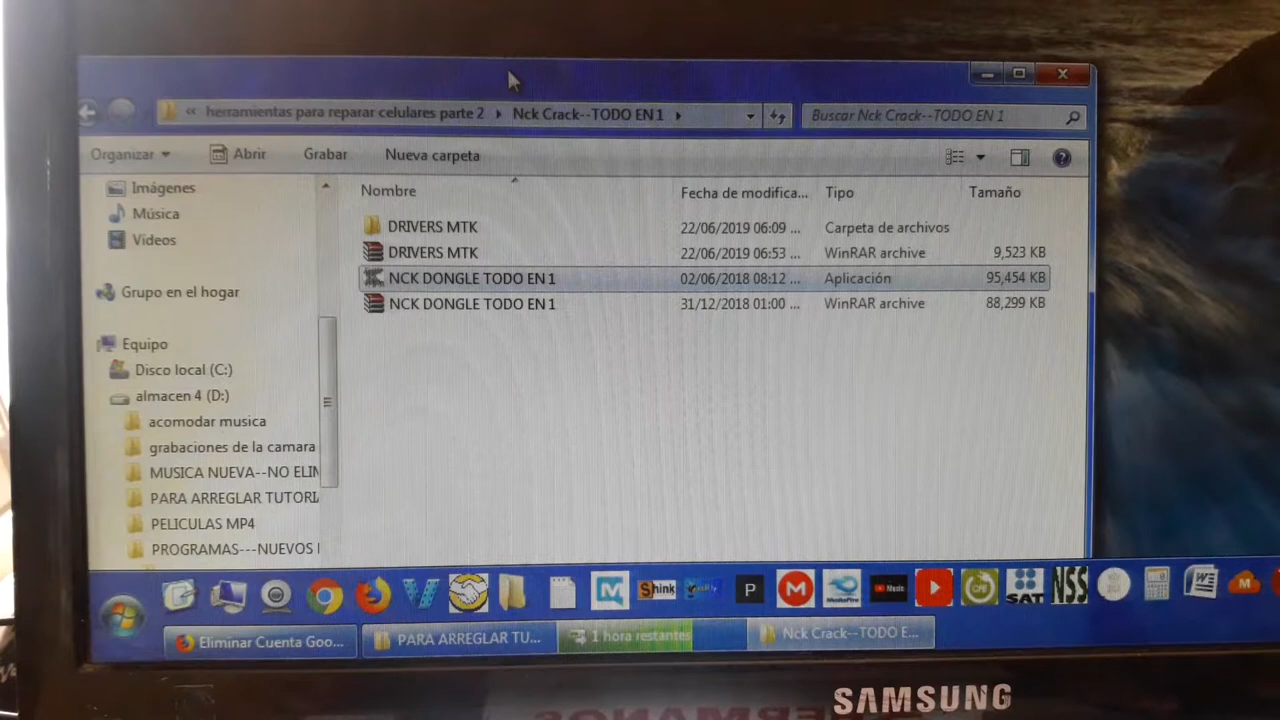 « herramientas para reparar celulares parte 2 Nck Crack--TODO EN 1
Buscar Nck Crack--TODO EN 1
Organizar Abrir Grabar Nueva carpeta
Nombre Fecha de modifica... Tipo Tamaño
DRIVERS MTK 22/06/2019 06:09 ... Carpeta de archivos
DRIVERS MTK 22/06/2019 06:53 ... WinRAR archive 9,523 KB
NCK DONGLE TODO EN 1 02/06/2018 08:12 ... Aplicación 95,454 KB
NCK DONGLE TODO EN 1 31/12/2018 01:00 ... WinRAR archive 88,299 KB
Imágenes
Música
Videos
Grupo en el hogar
Equipo
Disco local (C:)
almacen 4 (D:)
acomodar musica
grabaciones de la camara
MUSICA NUEVA--NO ELIN
PARA ARREGLAR TUTORIA
PELICULAS MP4
PROGRAMAS---NUEVOS
Shink P Music SAT NSS W M
Eliminar Cuenta Goo... PARA ARREGLAR TU... 1 hora restantes Nck Crack--TODO E...
SAMSUNG